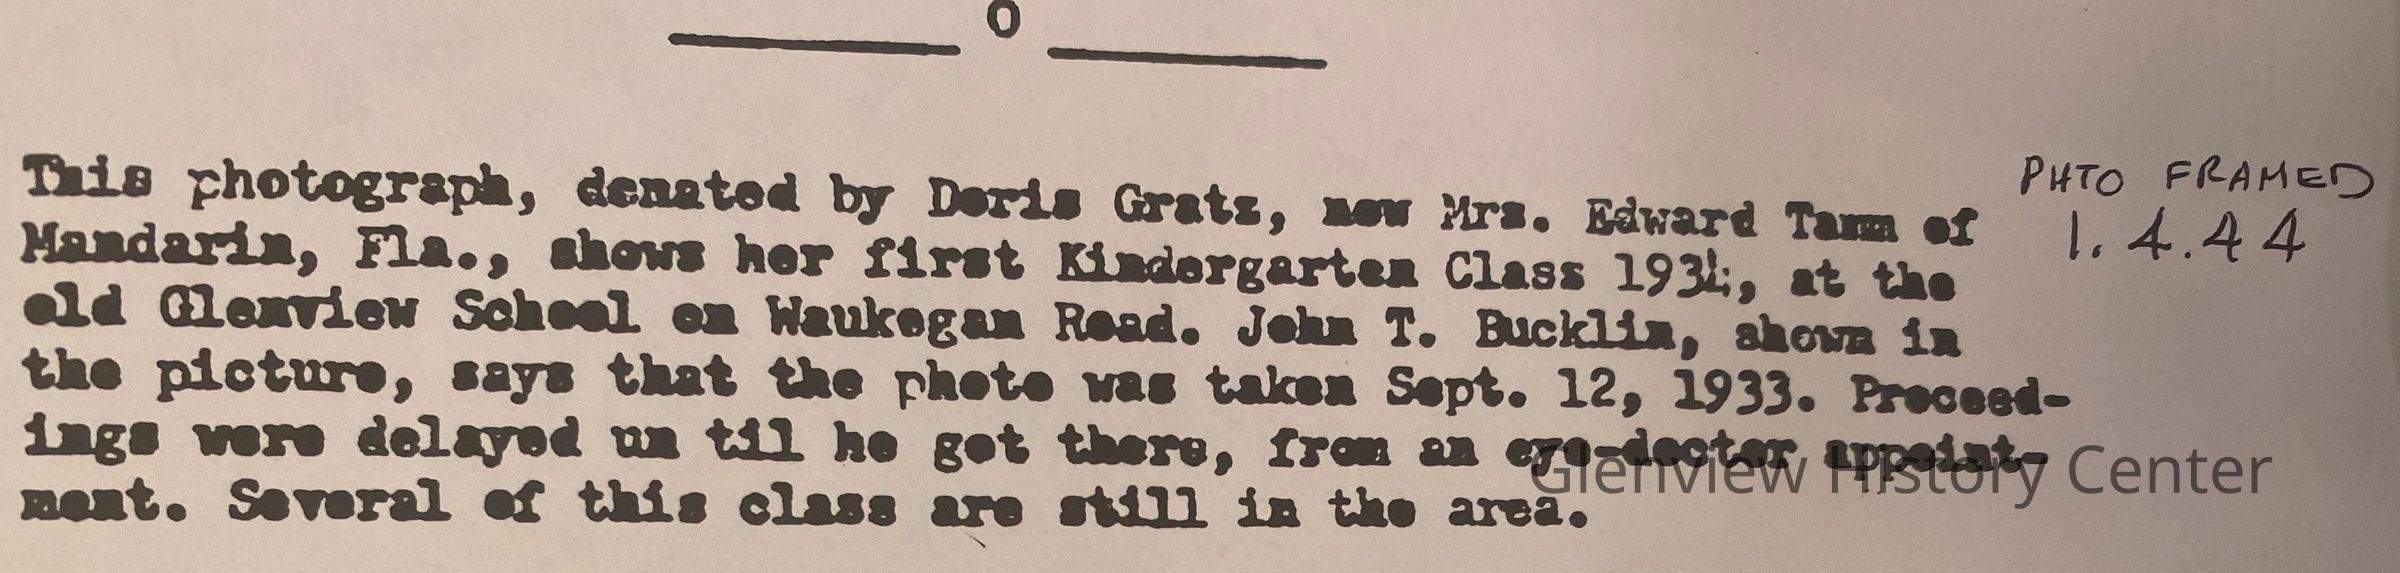 O
This photograph, donated by Doris Gratz, now Mrs. Edward Tamm of
Mandarin, Fla., shows her first Kindergarten Class 1934, at the
old Glenview School on Waukegan Road. John T. Bucklin, shown in
the picture, says that the photo was taken Sept. 12, 1933. Proceed-
ings were delayed un til he got there, from an eye-doctor appoint-
ment. Several of this class are still in the area.
PHTO FRAMED
1.4.44
Glenview History Center